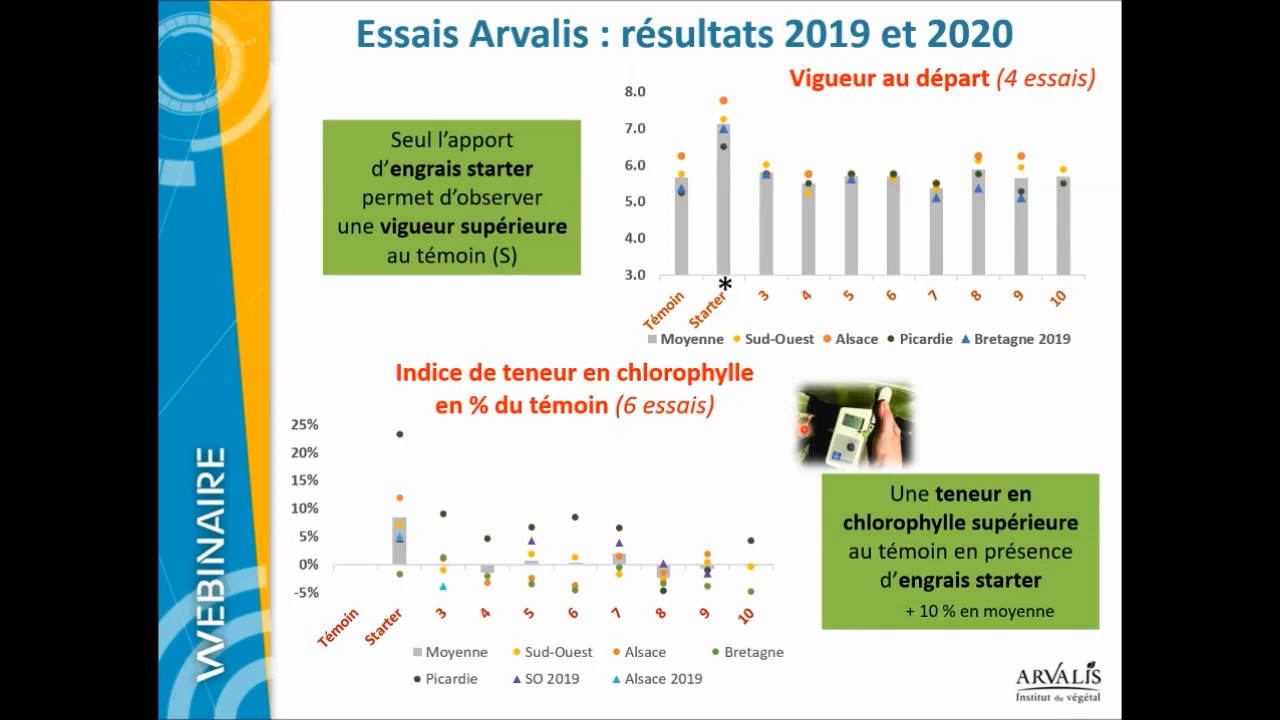 Essais Arvalis : résultats 2019 et 2020
Vigueur au départ (4 essais)
Seul l’apport
d’engrais starter
permet d’observer
une vigueur supérieure
au témoin (S)
8.0
7.0
6.0
5.0
4.0
3.0
Témoin
Starter
*
3
4
5
6
7
8
9
10
Moyenne
Sud-Ouest
Alsace
Picardie
Bretagne 2019
Indice de teneur en chlorophylle
en % du témoin (6 essais)
25%
20%
15%
10%
5%
0%
-5%
Témoin
Starter
3
4
5
6
7
8
9
10
Moyenne
Sud-Ouest
Alsace
Bretagne
Picardie
SO 2019
Alsace 2019
Une teneur en
chlorophylle supérieure
au témoin en présence
d’engrais starter
+ 10 % en moyenne
WEBINAIRE
ARVALIS
Institut du végétal